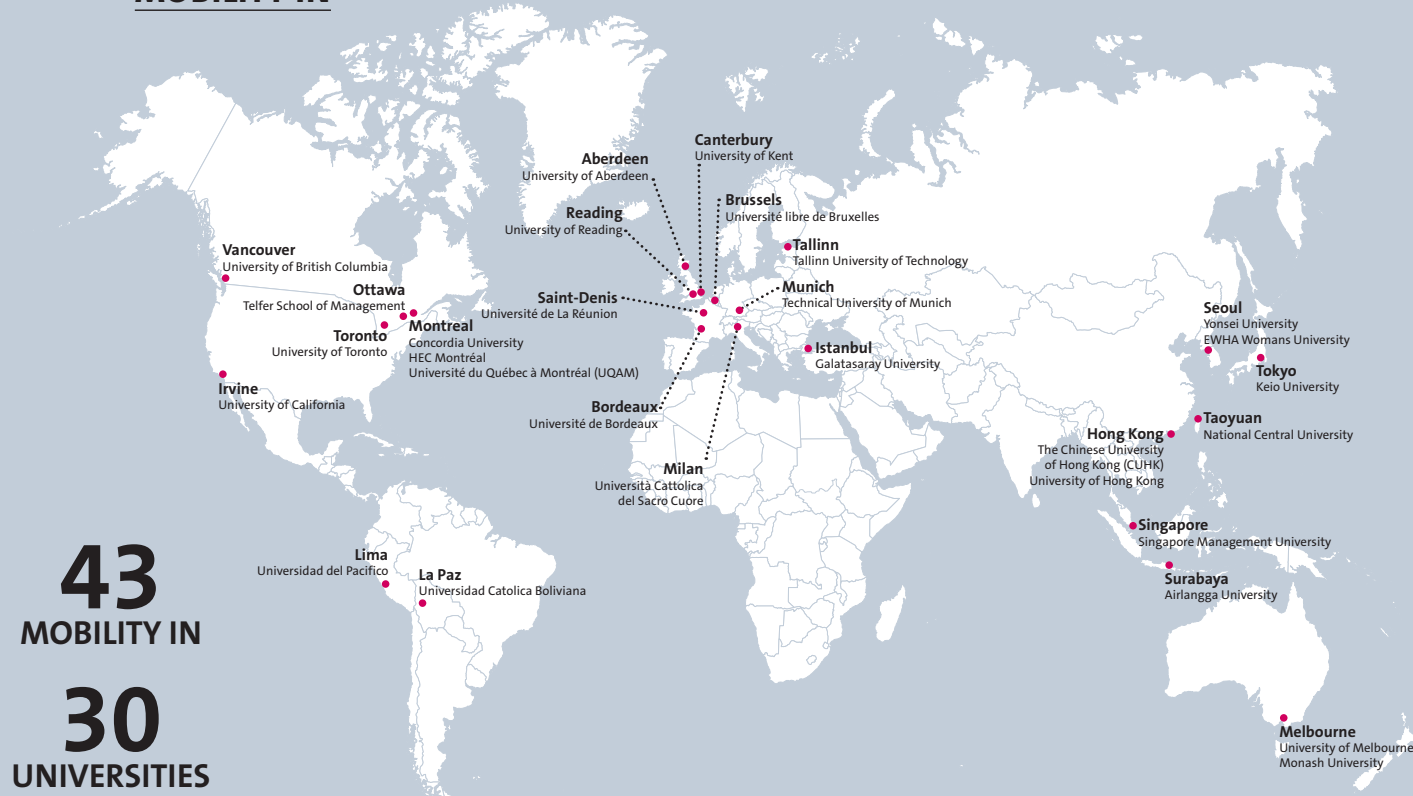 MOBILITY IN
Canterbury
University of Kent
Aberdeen
University of Aberdeen
Brussels
Université libre de Bruxelles
Reading
University of Reading
Tallinn
Tallinn University of Technology
Vancouver
University of British Columbia
Ottawa
Telfer School of Management
Munich
Technical University of Munich
Saint-Denis
Université de La Réunion
Seoul
Yonsei University
EWHA Womans University
Toronto
University of Toronto
Montreal
Concordia University
HEC Montréal
Université du Québec à Montréal (UQAM)
Istanbul
Galatasaray University
Tokyo
Keio University
Irvine
University of California
Bordeaux
Université de Bordeaux
Taoyuan
National Central University
Hong Kong
The Chinese University
of Hong Kong (CUHK)
University of Hong Kong
Milan
Università Cattolica
del Sacro Cuore
Singapore
Singapore Management University
Lima
Universidad del Pacifico
La Paz
Universidad Catolica Boliviana
Surabaya
Airlangga University
43
MOBILITY IN
30
UNIVERSITIES
Melbourne
University of Melbourne
Monash University